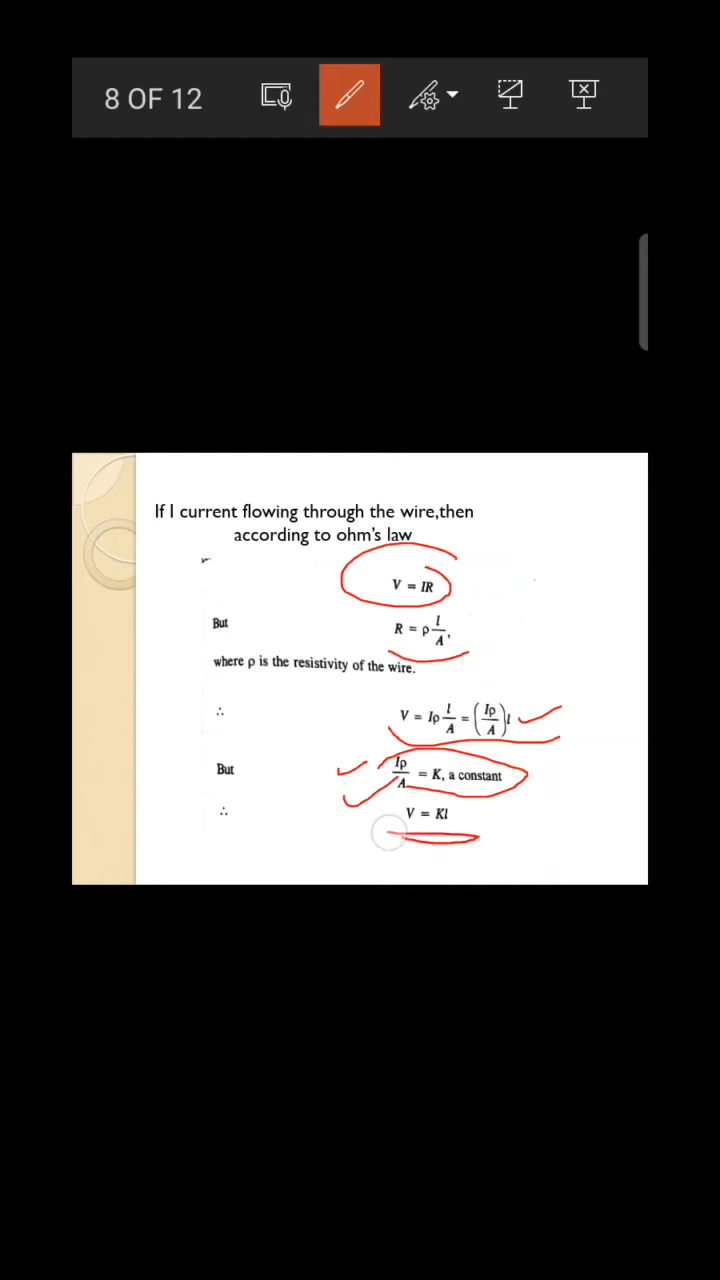 8 OF 12
If I current flowing through the wire,then
according to ohm's law
V = IR
But R = ρ l/A,
where ρ is the resistivity of the wire.
∴ V = Iρ l/A = (Iρ/A) l
But Iρ/A = K, a constant
∴ V = Kl